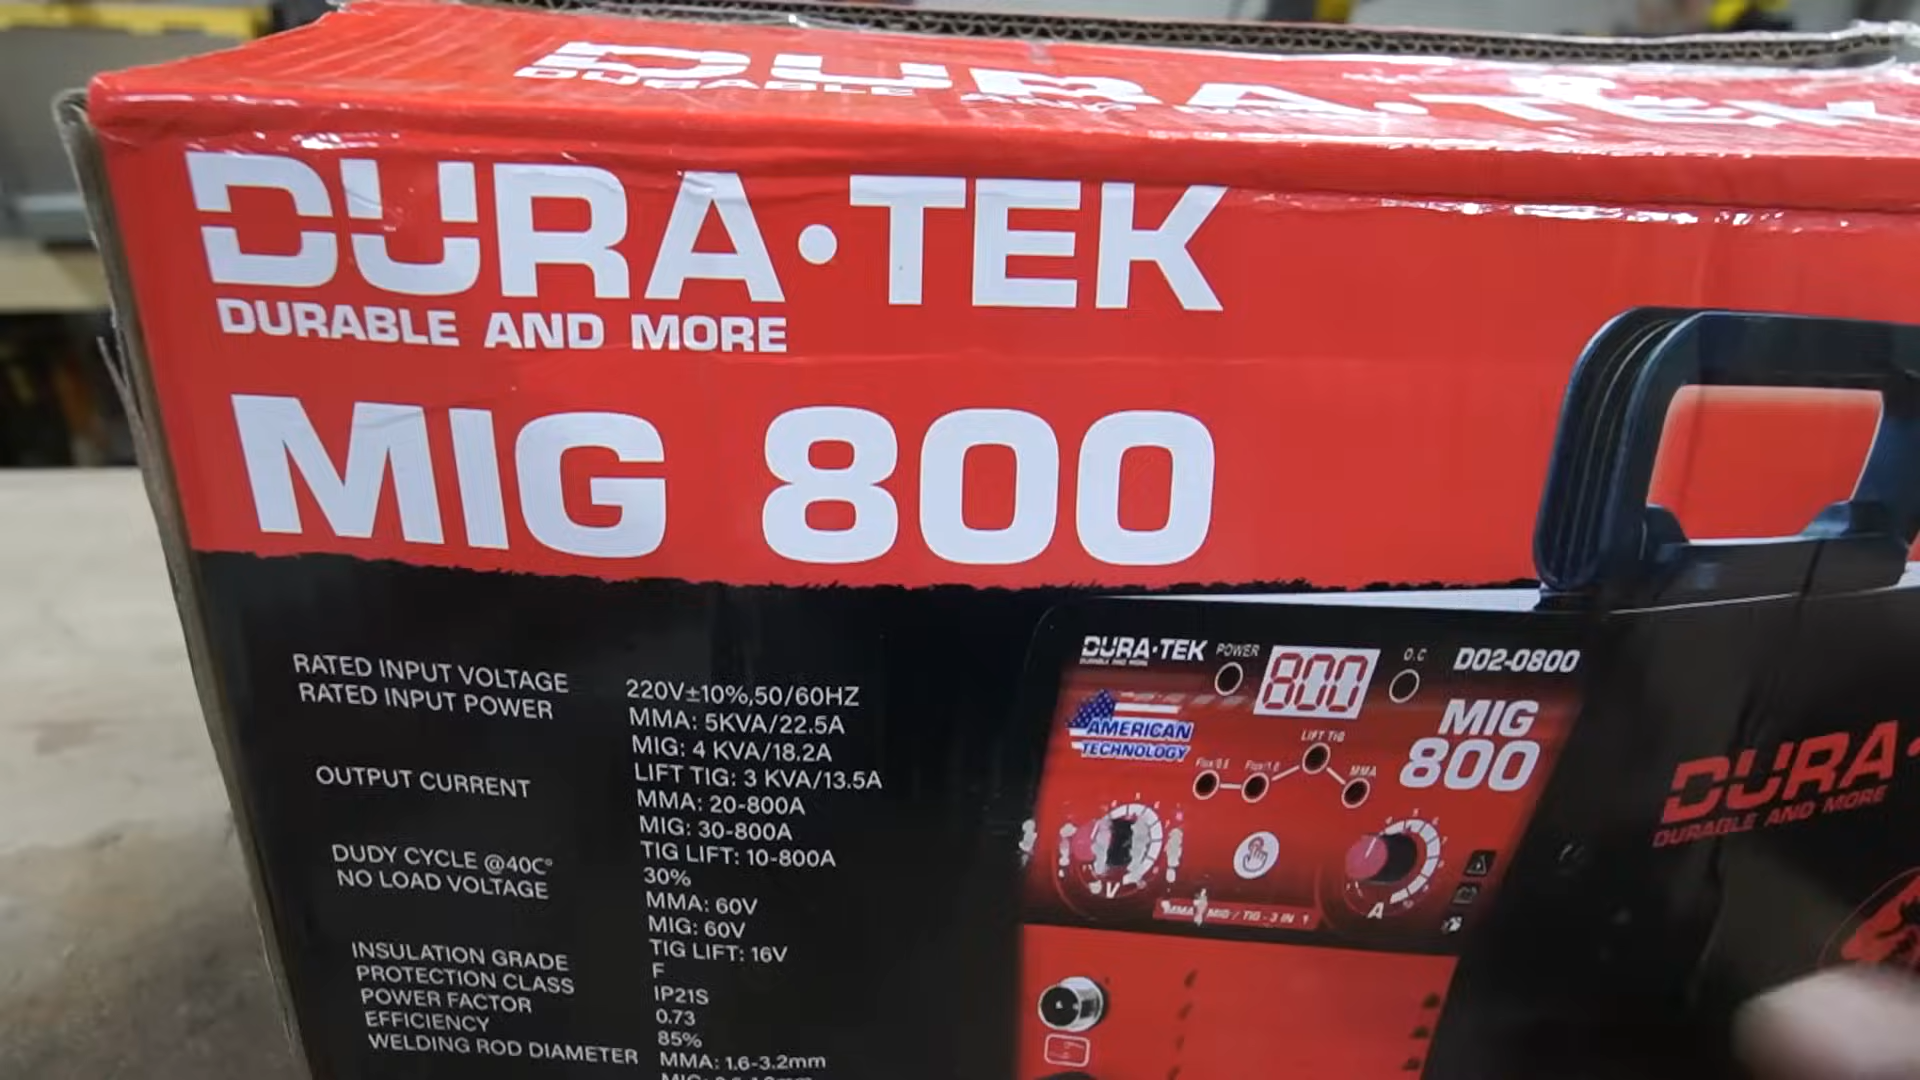 DURA·TEK
DURABLE AND MORE
MIG 800
RATED INPUT VOLTAGE 220V±10%,50/60HZ
RATED INPUT POWER MMA: 5KVA/22.5A
MIG: 4 KVA/18.2A
LIFT TIG: 3 KVA/13.5A
OUTPUT CURRENT MMA: 20-800A
MIG: 30-800A
TIG LIFT: 10-800A
DUDY CYCLE @40C° 30%
NO LOAD VOLTAGE MMA: 60V
MIG: 60V
TIG LIFT: 16V
INSULATION GRADE F
PROTECTION CLASS IP21S
POWER FACTOR 0.73
EFFICIENCY 85%
WELDING ROD DIAMETER MMA: 1.6-3.2mm
DURA·TEK POWER 800 O.C D02-0800
AMERICAN
TECHNOLOGY
MIG
800
LIFT TIG
Flux/1.0 MMA
V A
MMA / MIG / TIG - 3 IN 1
DURA·
DURABLE AND MORE